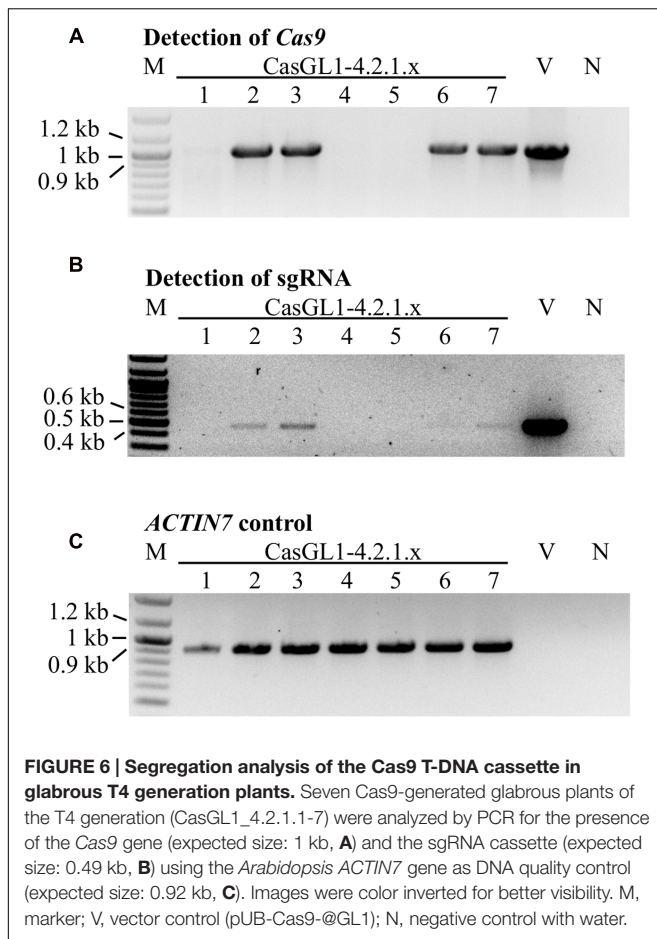 A
Detection of Cas9
M CasGL1-4.2.1.x V N
1 2 3 4 5 6 7
1.2 kb
1 kb
0.9 kb
B
Detection of sgRNA
M CasGL1-4.2.1.x V N
1 2 3 4 5 6 7
0.6 kb
0.5 kb
0.4 kb
ACTIN7 control
C
M CasGL1-4.2.1.x V N
1 2 3 4 5 6 7
1.2 kb
1 kb
0.9 kb
FIGURE 6 | Segregation analysis of the Cas9 T-DNA cassette in
glabrous T4 generation plants. Seven Cas9-generated glabrous plants of
the T4 generation (CasGL1_4.2.1.1-7) were analyzed by PCR for the presence
of the Cas9 gene (expected size: 1 kb, A) and the sgRNA cassette (expected
size: 0.49 kb, B) using the Arabidopsis ACTIN7 gene as DNA quality control
(expected size: 0.92 kb, C). Images were color inverted for better visibility. M,
marker; V, vector control (pUB-Cas9-@GL1); N, negative control with water.